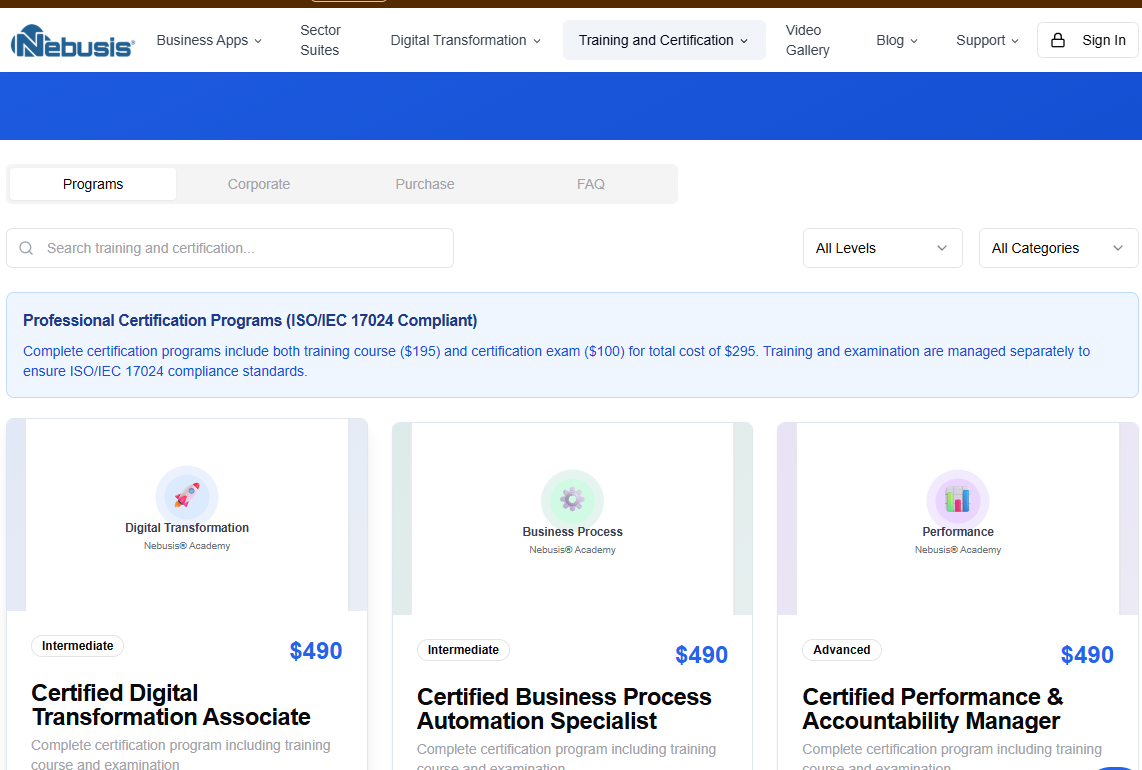 Nebusis®
Business Apps
Sector
Suites
Digital Transformation
Training and Certification
Video
Gallery
Blog
Support
Sign In
Programs
Corporate
Purchase
FAQ
Search training and certification...
All Levels
All Categories
Professional Certification Programs (ISO/IEC 17024 Compliant)
Complete certification programs include both training course ($195) and certification exam ($100) for total cost of $295. Training and examination are managed separately to
ensure ISO/IEC 17024 compliance standards.
Digital Transformation
Nebusis® Academy
Intermediate
$490
Certified Digital
Transformation Associate
Complete certification program including training
course and examination
Business Process
Nebusis® Academy
Intermediate
$490
Certified Business Process
Automation Specialist
Complete certification program including training
course and examination
Performance
Nebusis® Academy
Advanced
$490
Certified Performance &
Accountability Manager
Complete certification program including training
course and examination